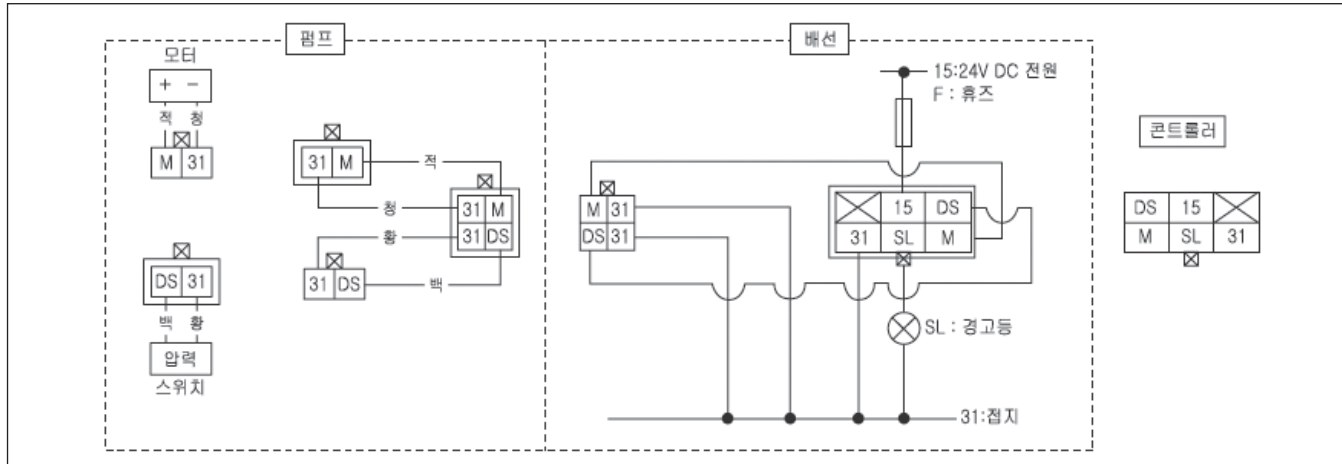 펌프
모터
+ −
적 청
M 31
DS 31
백 황
압력
스위치
31 M
적
청
황
백
31 M
31 DS
31 DS
배선
15:24V DC 전원
F : 휴즈
M 31
DS 31
15 DS
31 SL M
SL : 경고등
31:접지
콘트롤러
DS 15
M SL 31